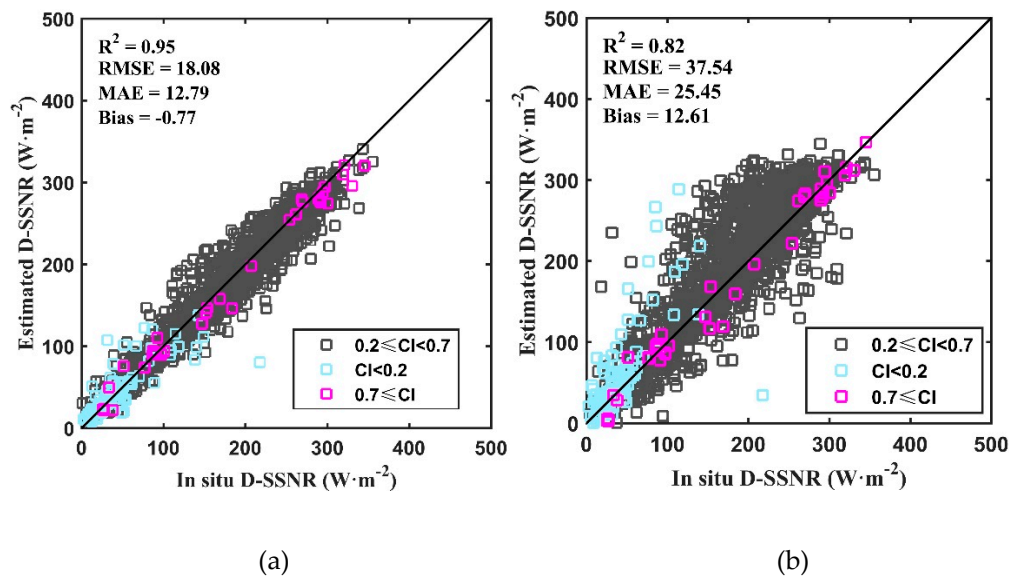 500
400
300
200
100
0
Estimated D-SSNR (W·m⁻²)
R² = 0.95
RMSE = 18.08
MAE = 12.79
Bias = -0.77
0.2≤CI<0.7
CI<0.2
0.7≤CI
0 100 200 300 400 500
In situ D-SSNR (W·m⁻²)
(a)
500
400
300
200
100
0
Estimated D-SSNR (W·m⁻²)
R² = 0.82
RMSE = 37.54
MAE = 25.45
Bias = 12.61
0.2≤CI<0.7
CI<0.2
0.7≤CI
0 100 200 300 400 500
In situ D-SSNR (W·m⁻²)
(b)